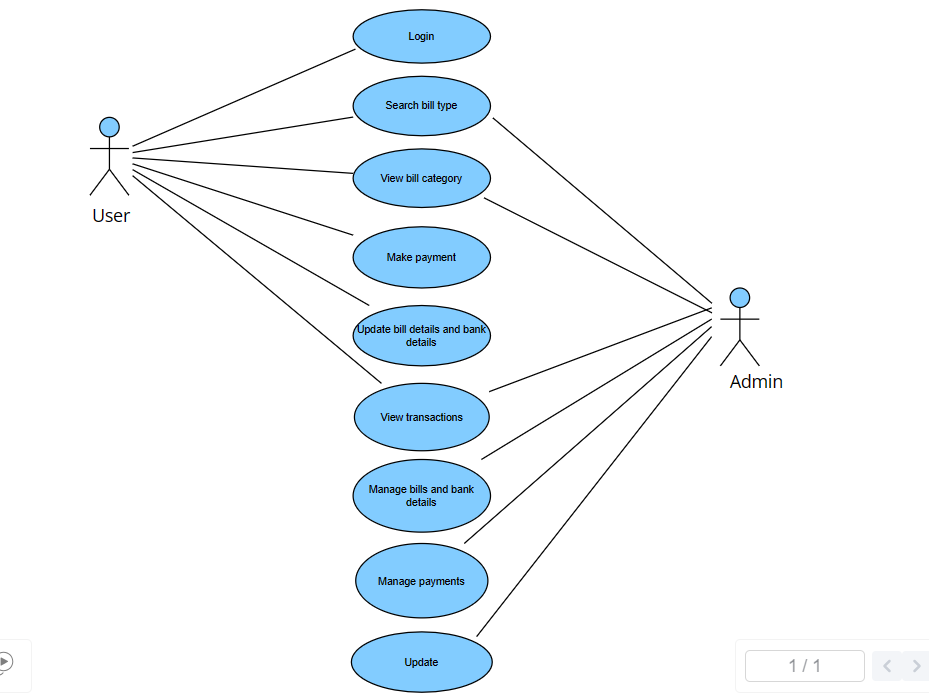 Login
Search bill type
View bill category
User
Make payment
Update bill details and bank
details
Admin
View transactions
Manage bills and bank
details
Manage payments
Update
1 / 1